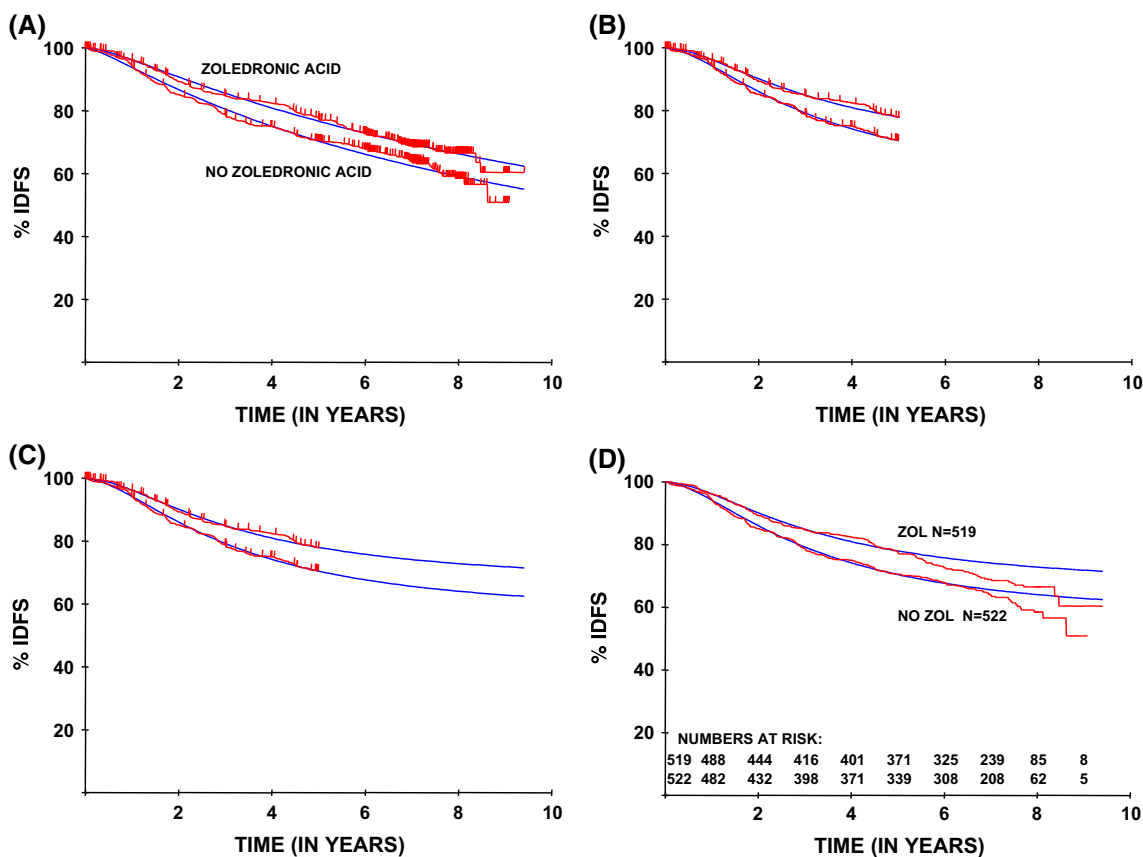 (A)
100
80
60
40
20
% IDFS
ZOLEDRONIC ACID
NO ZOLEDRONIC ACID
2 4 6 8 10
TIME (IN YEARS)
(B)
100
80
60
40
20
% IDFS
2 4 6 8 10
TIME (IN YEARS)
(C)
100
80
60
40
20
% IDFS
2 4 6 8 10
TIME (IN YEARS)
(D)
100
80
60
40
20
% IDFS
ZOL N=519
NO ZOL N=522
NUMBERS AT RISK:
519 488 444 416 401 371 325 239 85 8
522 482 432 398 371 339 308 208 62 5
2 4 6 8 10
TIME (IN YEARS)